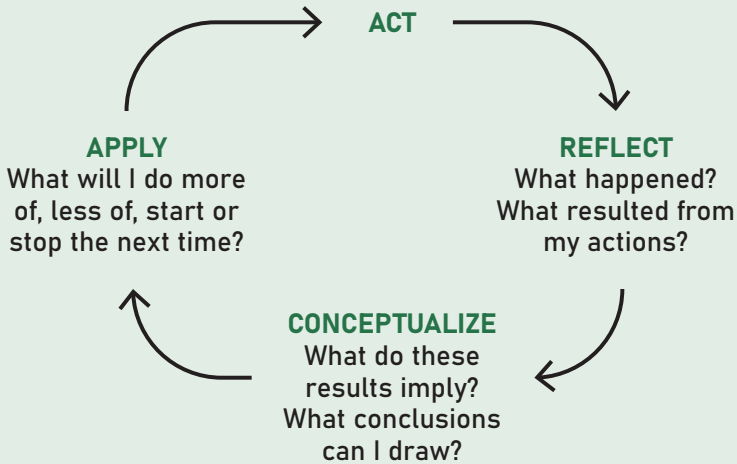 ACT
REFLECT
What happened?
What resulted from
my actions?
CONCEPTUALIZE
What do these
results imply?
What conclusions
can I draw?
APPLY
What will I do more
of, less of, start or
stop the next time?